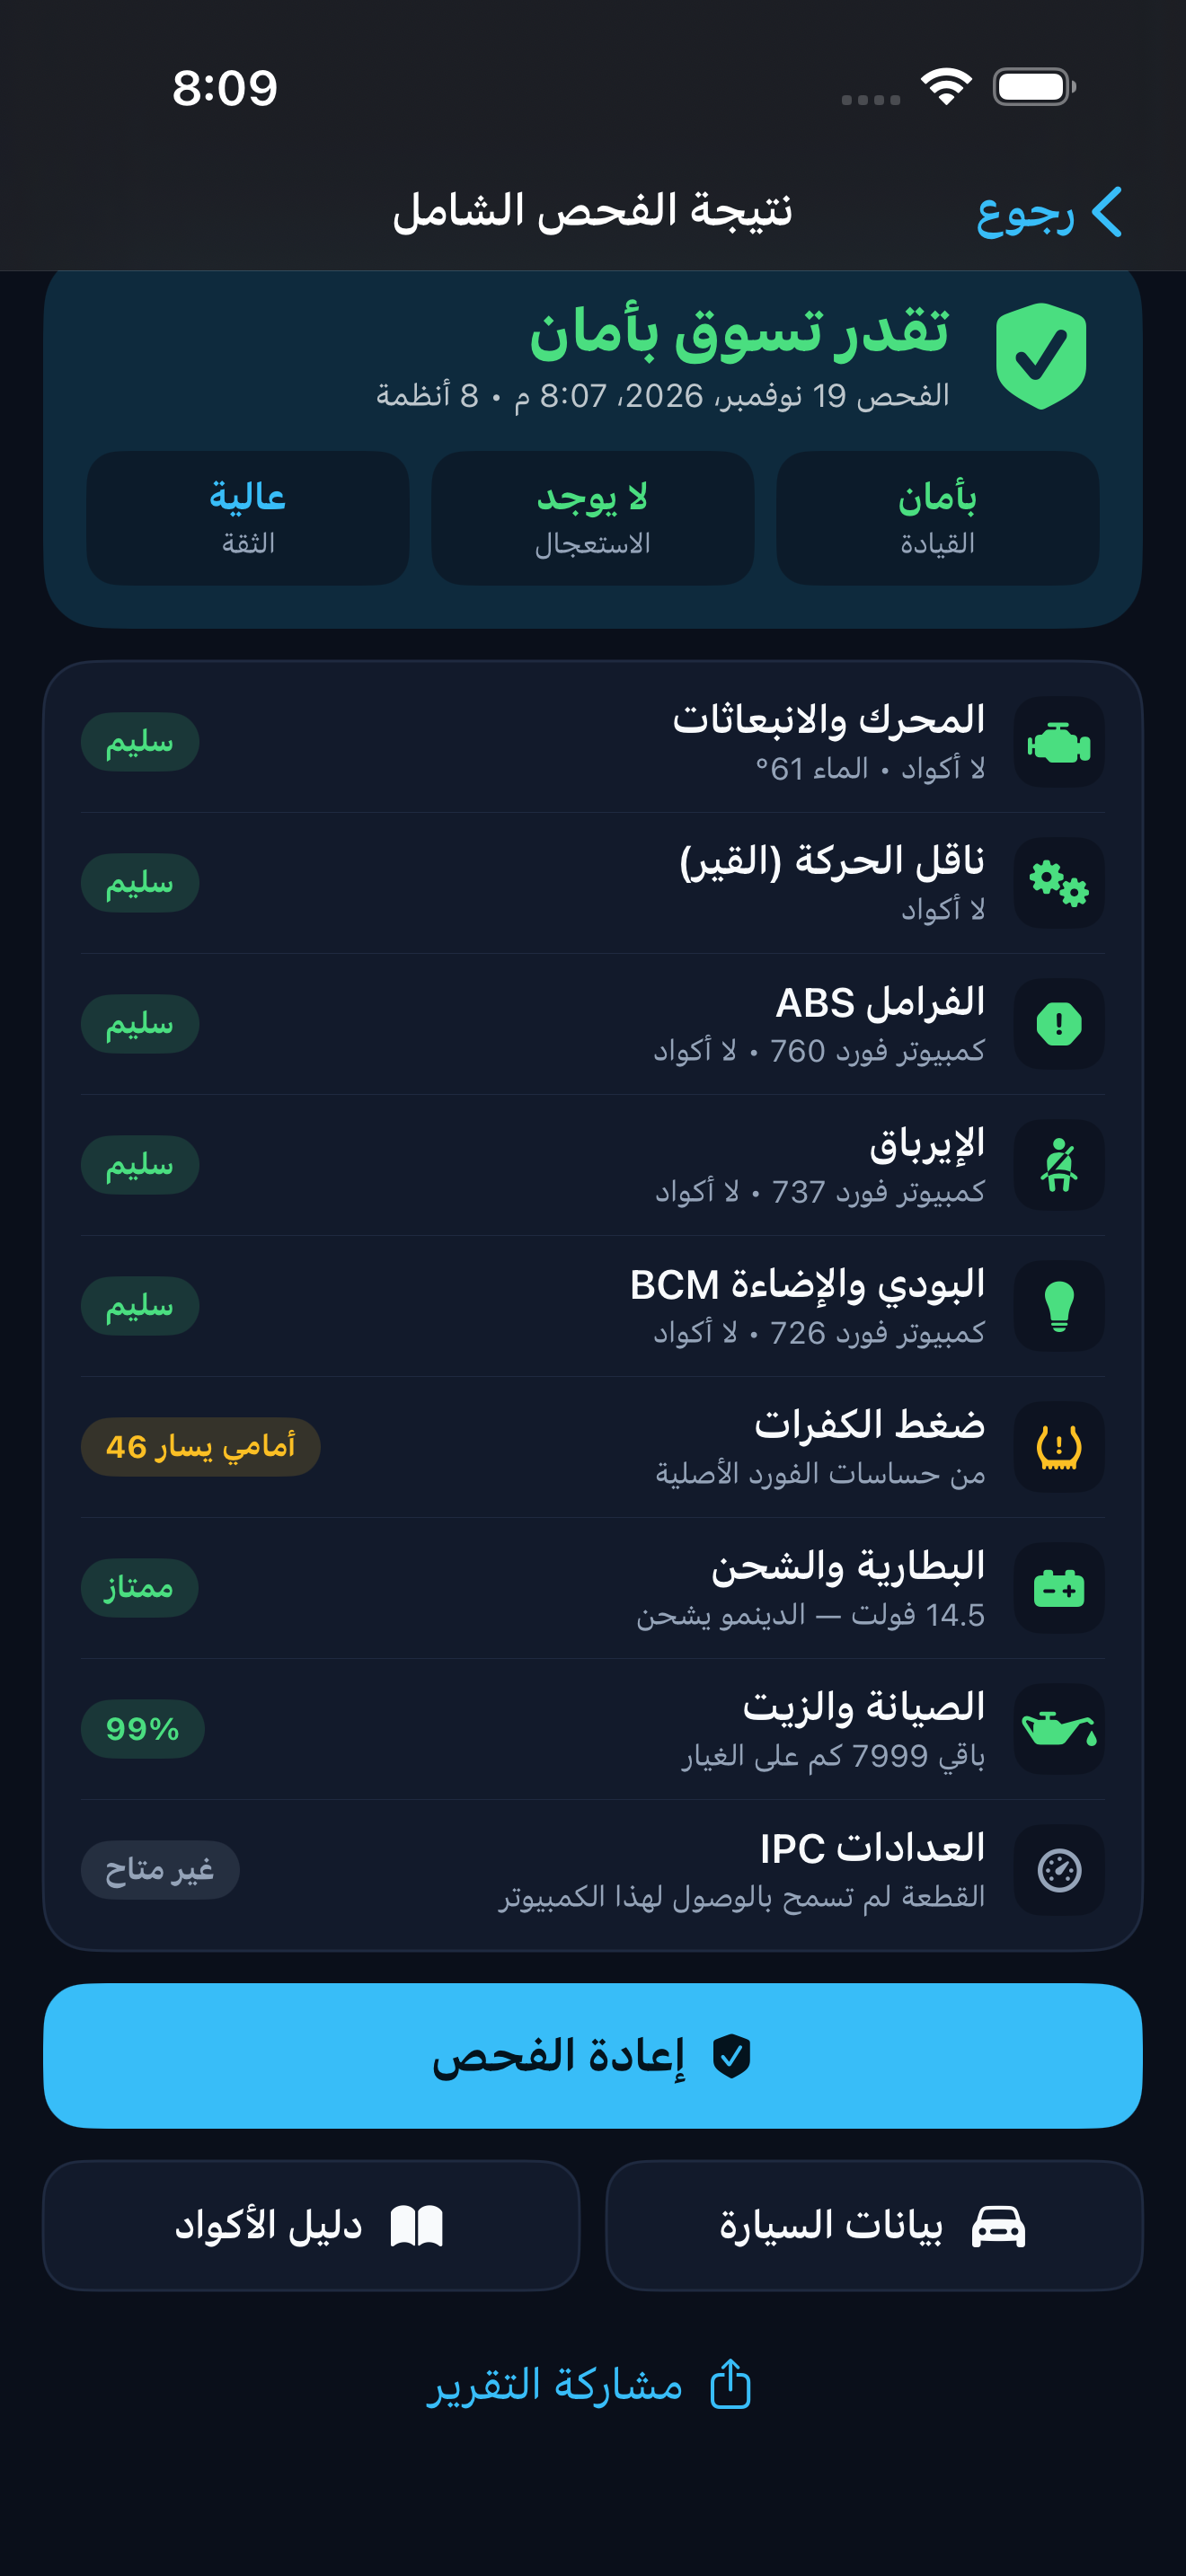 8:09
رجوع
نتيجة الفحص الشامل
تقدر تسوق بأمان
الفحص 19 نوفمبر، 2026، 8:07 م • 8 أنظمة
بأمان
القيادة
لا يوجد
الاستعجال
عالية
الثقة
المحرك والانبعاثات
لا أكواد • الماء 61°
سليم
ناقل الحركة (القير)
لا أكواد
سليم
الفرامل ABS
كمبيوتر فورد 760 • لا أكواد
سليم
الإيرباق
كمبيوتر فورد 737 • لا أكواد
سليم
البودي والإضاءة BCM
كمبيوتر فورد 726 • لا أكواد
سليم
ضغط الكفرات
من حساسات الفورد الأصلية
أمامي يسار 46
البطارية والشحن
14.5 فولت — الدينمو يشحن
ممتاز
الصيانة والزيت
باقي 7999 كم على الغيار
99%
العدادات IPC
القطعة لم تسمح بالوصول لهذا الكمبيوتر
غير متاح
إعادة الفحص
بيانات السيارة
دليل الأكواد
مشاركة التقرير